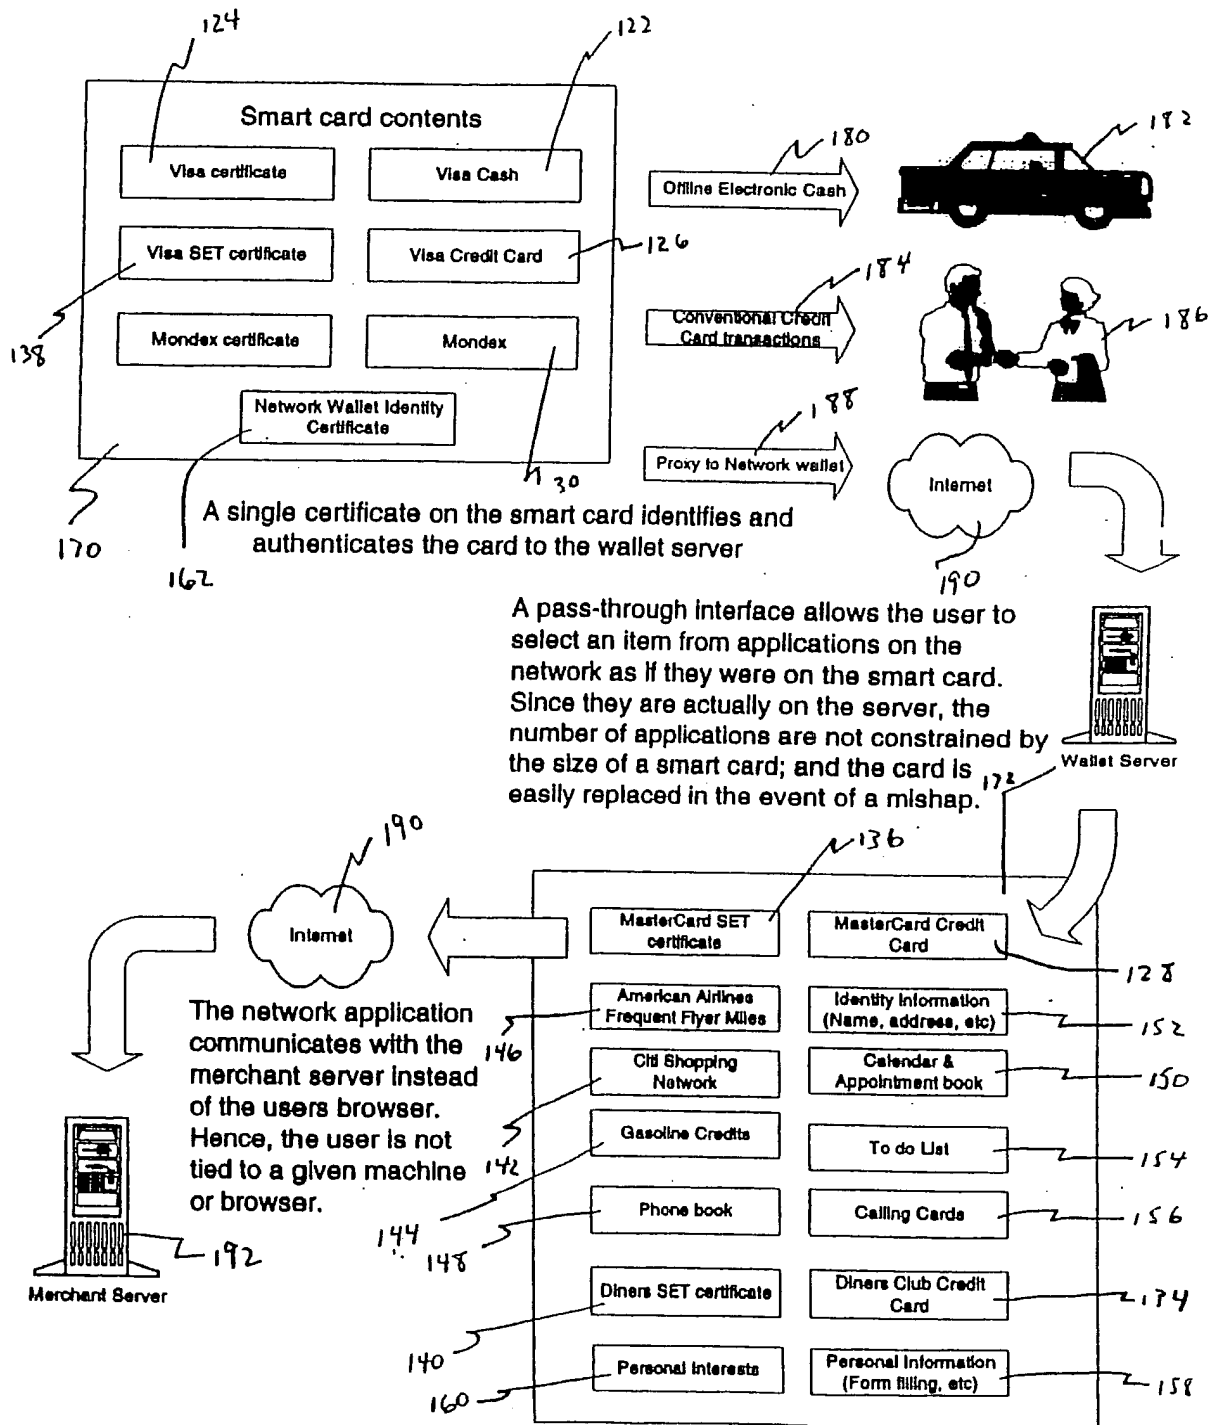 124
122
Smart card contents
Visa certificate
Visa Cash
Visa SET certificate
Visa Credit Card
126
Mondex certificate
Mondex
138
Network Wallet Identity
Certificate
30
170
162
180
182
Offline Electronic Cash
184
Conventional Credit
Card transactions
186
188
Proxy to Network wallet
Internet
190
A single certificate on the smart card identifies and
authenticates the card to the wallet server
A pass-through interface allows the user to
select an item from applications on the
network as if they were on the smart card.
Since they are actually on the server, the
number of applications are not constrained by
the size of a smart card; and the card is
easily replaced in the event of a mishap.
Wallet Server
172
190
Internet
136
MasterCard SET
certificate
MasterCard Credit
Card
128
American Airlines
Frequent Flyer Miles
146
Identity Information
(Name, address, etc)
152
Citi Shopping
Network
142
Calendar &
Appointment book
150
Gasoline Credits
144
To do List
154
Phone book
148
Calling Cards
156
Diners SET certificate
140
Diners Club Credit
Card
134
Personal Interests
160
Personal Information
(Form filling, etc)
158
The network application
communicates with the
merchant server instead
of the users browser.
Hence, the user is not
tied to a given machine
or browser.
192
Merchant Server